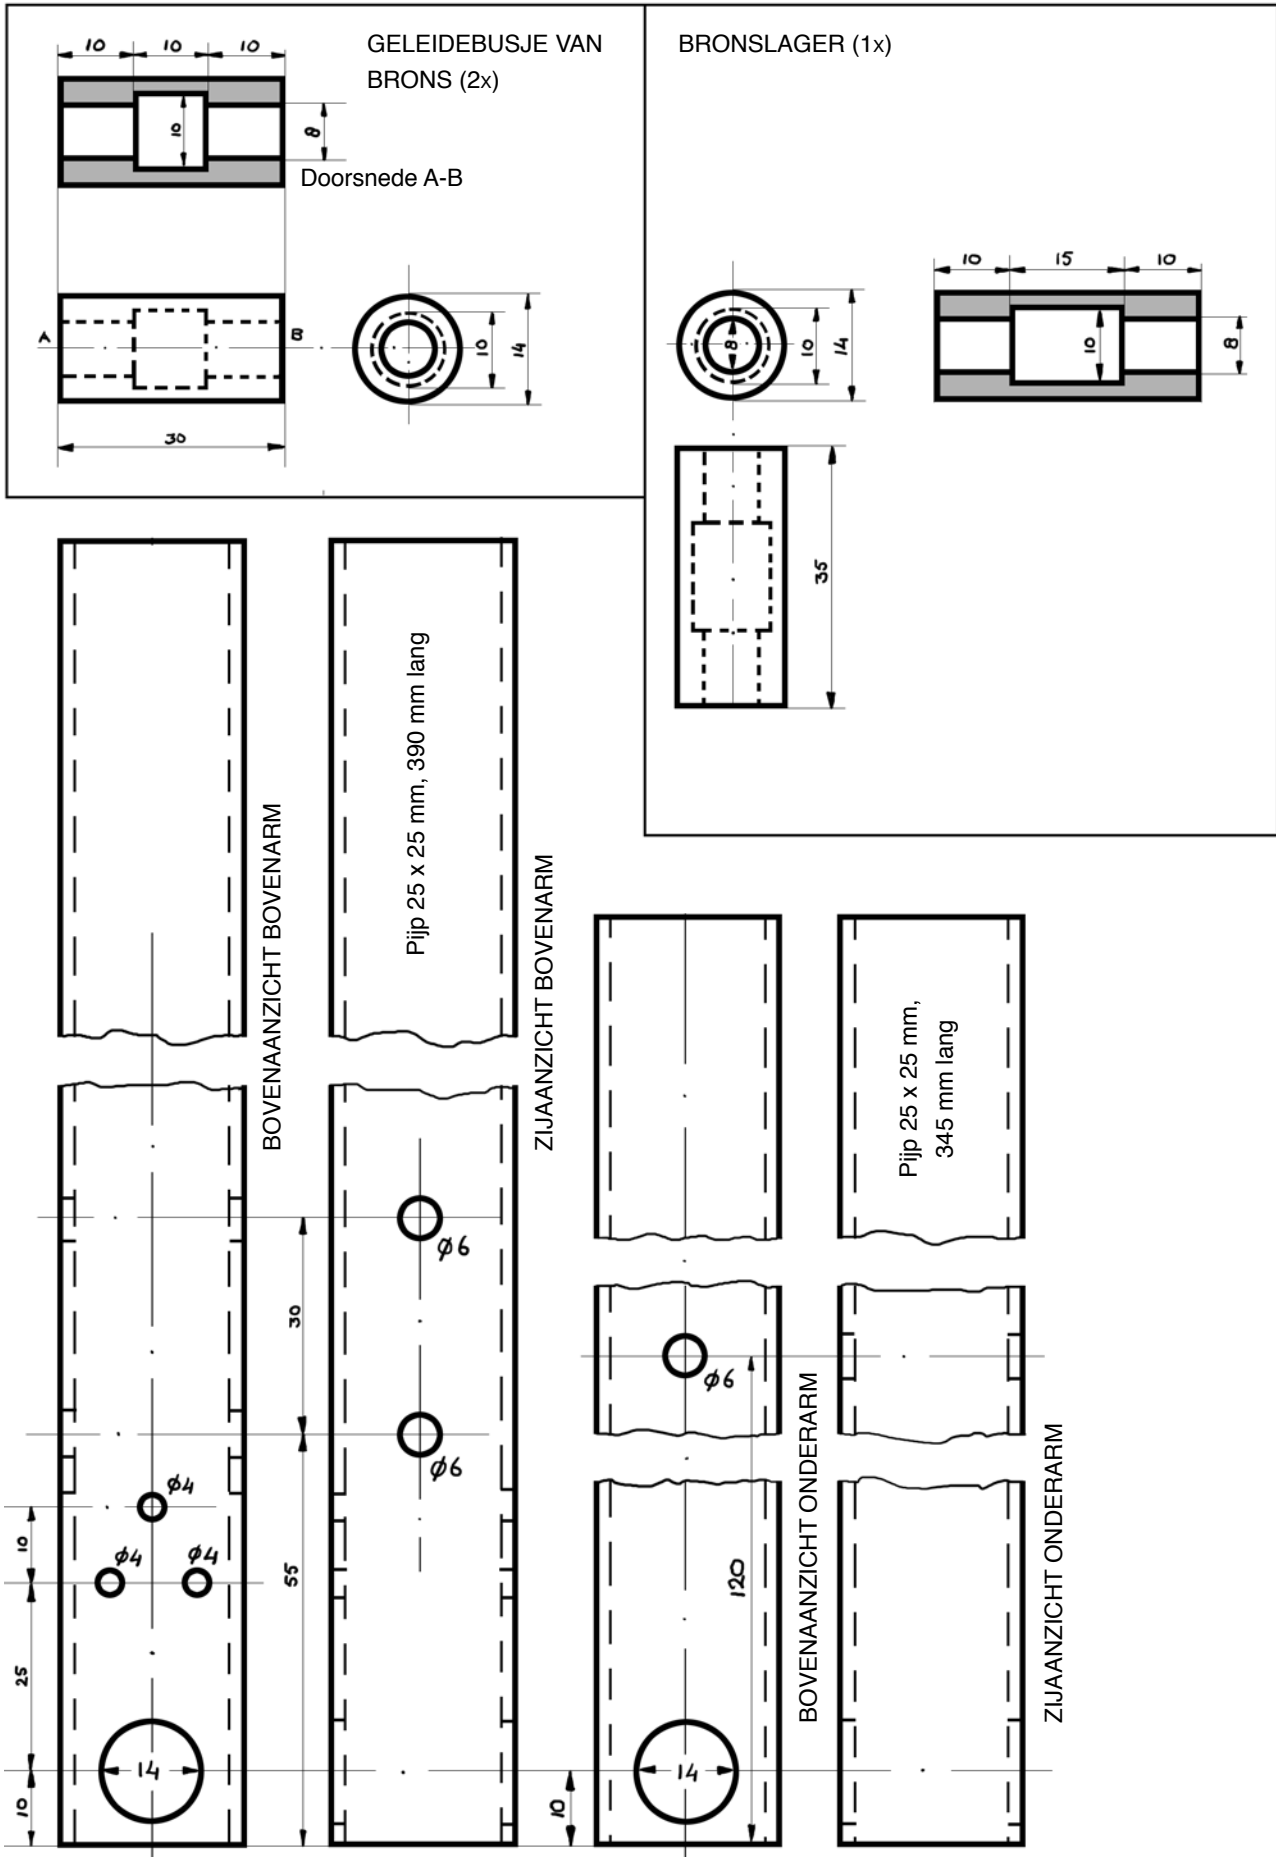 10 10 10
GELEIDEBUSJE VAN
BRONS (2x)
10
8
Doorsnede A-B
A
B
10
14
30
BRONSLAGER (1x)
8
10
14
10 15 10
10
8
35
BOVENAANZICHT BOVENARM
Pijp 25 x 25 mm, 390 mm lang
ZIJAANZICHT BOVENARM
Pijp 25 x 25 mm,
345 mm lang
ø6
30
ø6
ø6
ø4
10
ø4 ø4
55
120
BOVENAANZICHT ONDERARM
ZIJAANZICHT ONDERARM
25
14
14
10
10